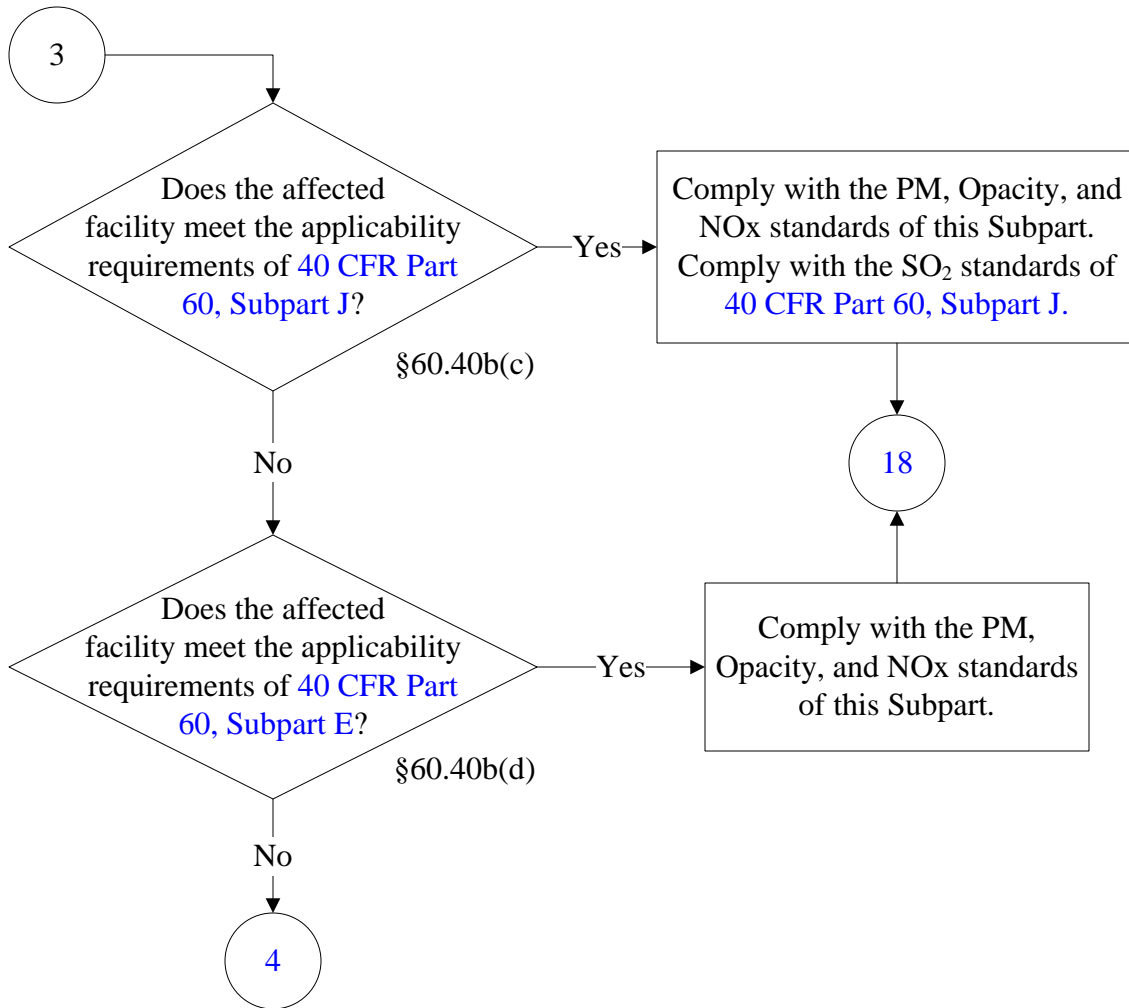 3
Does the affected
facility meet the applicability
requirements of 40 CFR Part
60, Subpart J?
§60.40b(c)
Yes
Comply with the PM, Opacity, and
NOx standards of this Subpart.
Comply with the SO₂ standards of
40 CFR Part 60, Subpart J.
18
No
Does the affected
facility meet the applicability
requirements of 40 CFR Part
60, Subpart E?
§60.40b(d)
Yes
Comply with the PM,
Opacity, and NOx standards
of this Subpart.
No
4